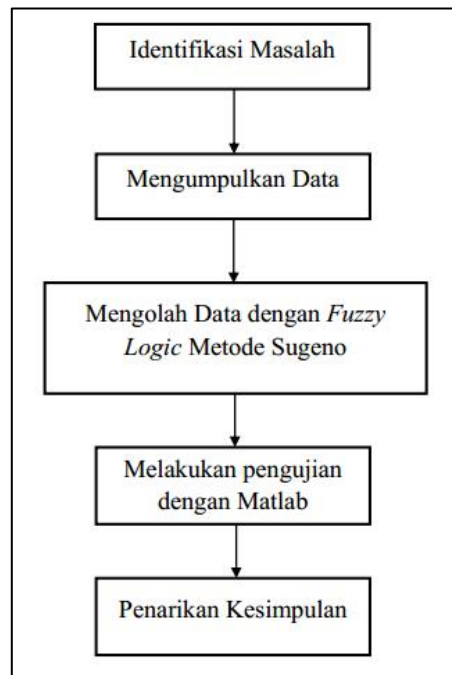 Identifikasi Masalah
Mengumpulkan Data
Mengolah Data dengan Fuzzy
Logic Metode Sugeno
Melakukan pengujian
dengan Matlab
Penarikan Kesimpulan